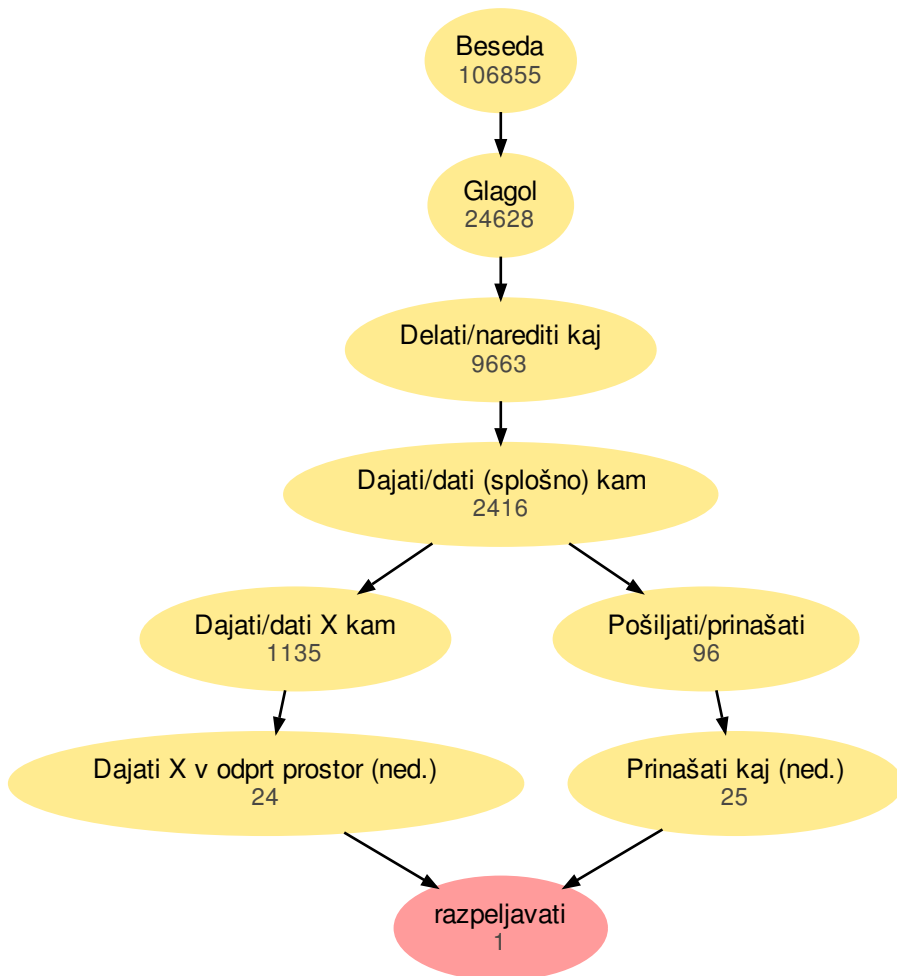 Beseda
106855
Glagol
24628
Delati/narediti kaj
9663
Dajati/dati (splošno) kam
2416
Dajati/dati X kam
1135
Pošiljati/prinašati
96
Dajati X v odprt prostor (ned.)
24
Prinašati kaj (ned.)
25
razpeljavati
1